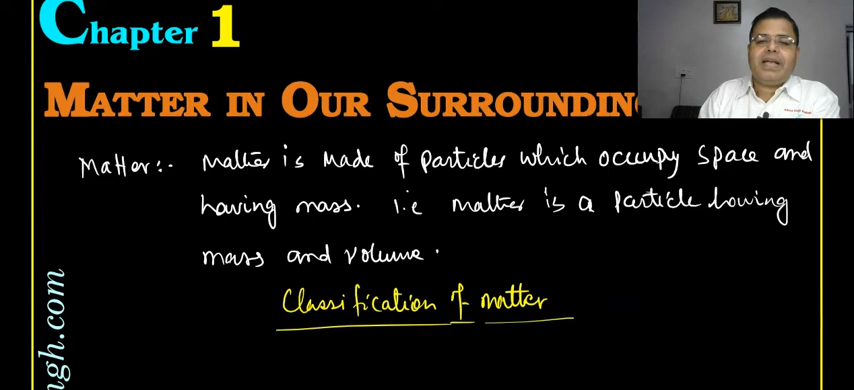 Chapter 1
MATTER IN OUR SURROUNDIN
Matter:- Matter is made of particles which occupy space and
having mass. i.e matter is a particle having
mass and volume.
Classification of matter
ngh.com